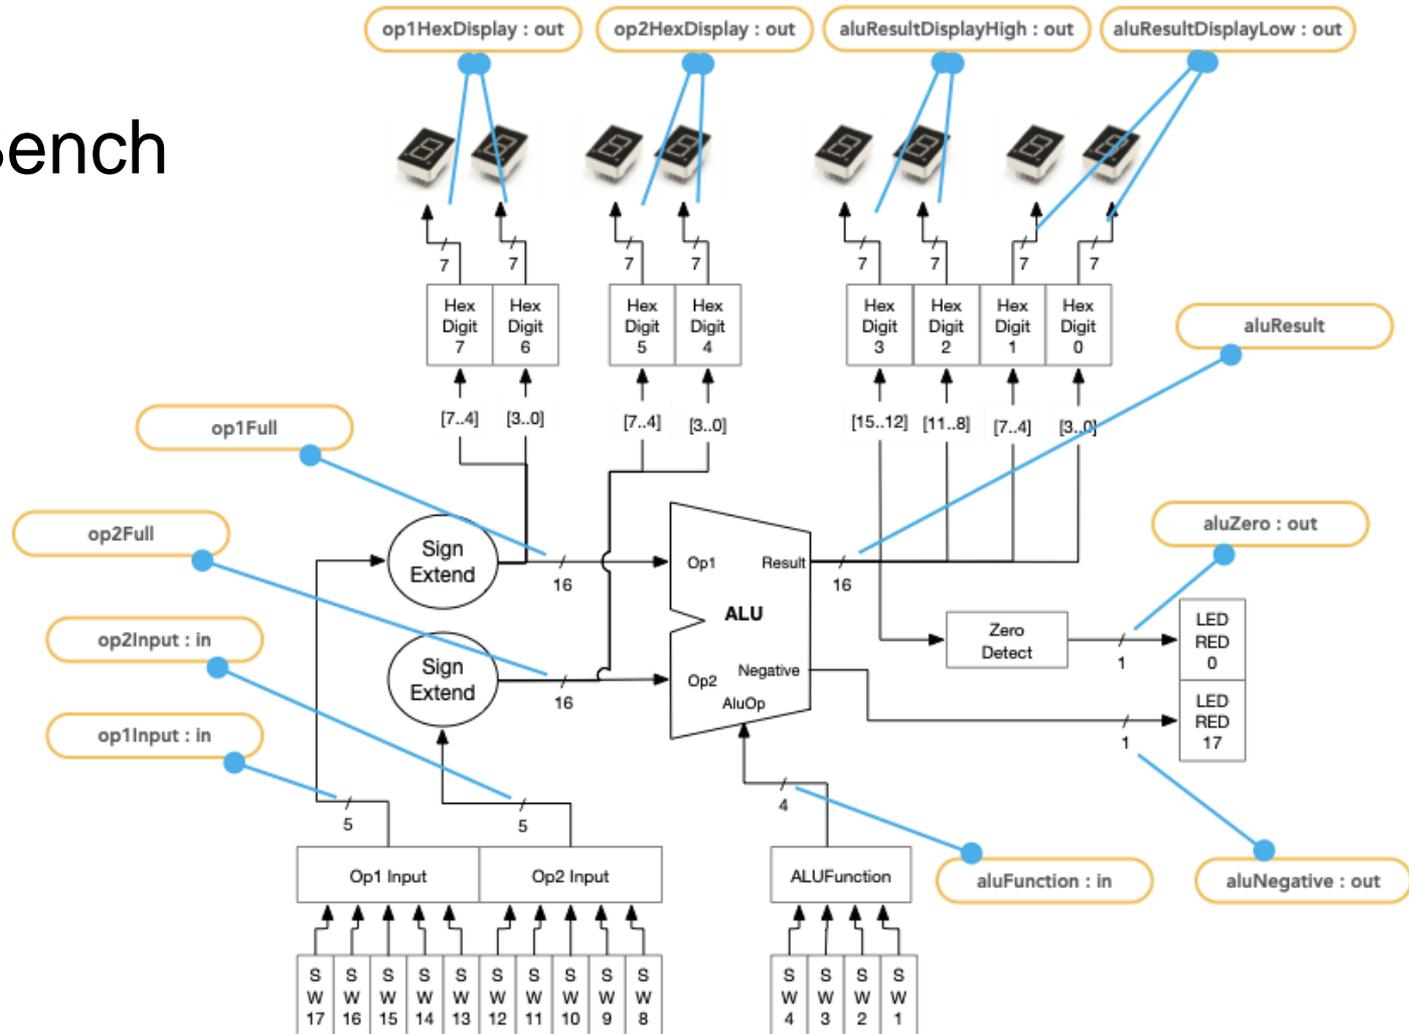 op1HexDisplay : out
op2HexDisplay : out
aluResultDisplayHigh : out
aluResultDisplayLow : out
Bench
7
7
7
7
7
7
7
7
Hex
Digit
7
Hex
Digit
6
Hex
Digit
5
Hex
Digit
4
Hex
Digit
3
Hex
Digit
2
Hex
Digit
1
Hex
Digit
0
aluResult
[7..4]
[3..0]
[7..4]
[3..0]
[15..12]
[11..8]
[7..4]
[3..0]
op1Full
op2Full
Sign
Extend
16
Op1
Result
16
ALU
aluZero : out
op2Input : in
Sign
Extend
16
Op2
Negative
AluOp
Zero
Detect
1
LED
RED
0
LED
RED
17
1
op1Input : in
5
5
4
Op1 Input
Op2 Input
ALUFunction
aluFunction : in
aluNegative : out
S
W
17
S
W
16
S
W
15
S
W
14
S
W
13
S
W
12
S
W
11
S
W
10
S
W
9
S
W
8
S
W
4
S
W
3
S
W
2
S
W
1